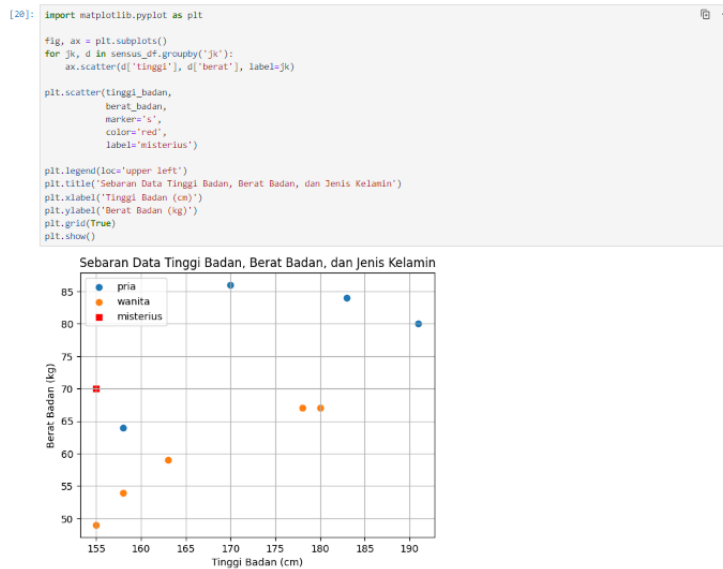 [20]: import matplotlib.pyplot as plt
fig, ax = plt.subplots()
for jk, d in sensus_df.groupby('jk'):
    ax.scatter(d['tinggi'], d['berat'], label=jk)
plt.scatter(tinggi_badan,
            berat_badan,
            marker='s',
            color='red',
            label='misterius')
plt.legend(loc='upper left')
plt.title('Sebaran Data Tinggi Badan, Berat Badan, dan Jenis Kelamin')
plt.xlabel('Tinggi Badan (cm)')
plt.ylabel('Berat Badan (kg)')
plt.grid(True)
plt.show()
Sebaran Data Tinggi Badan, Berat Badan, dan Jenis Kelamin
pria
wanita
misterius
85
80
75
70
65
60
55
50
Berat Badan (kg)
155 160 165 170 175 180 185 190
Tinggi Badan (cm)